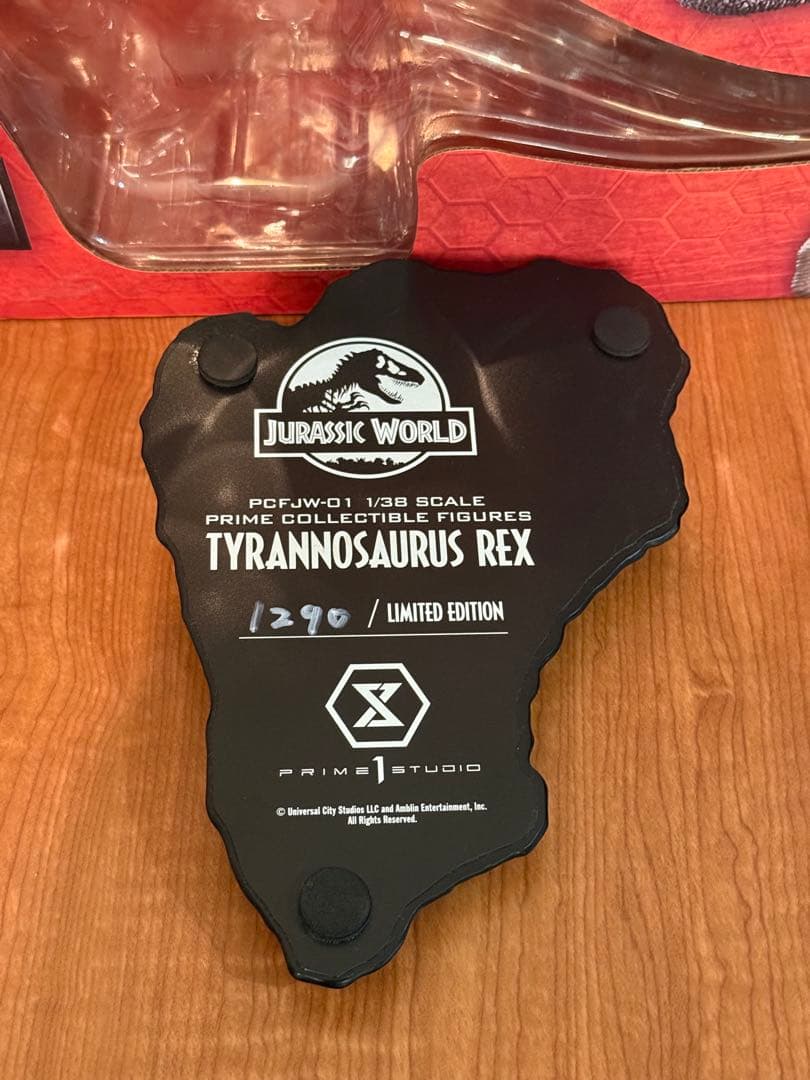 JURASSIC WORLD
PCFJW-01 1/38 SCALE
PRIME COLLECTIBLE FIGURES
TYRANNOSAURUS REX
1290 / LIMITED EDITION
PRIME 1 STUDIO
© Universal City Studios LLC and Amblin Entertainment, Inc.
All Rights Reserved.